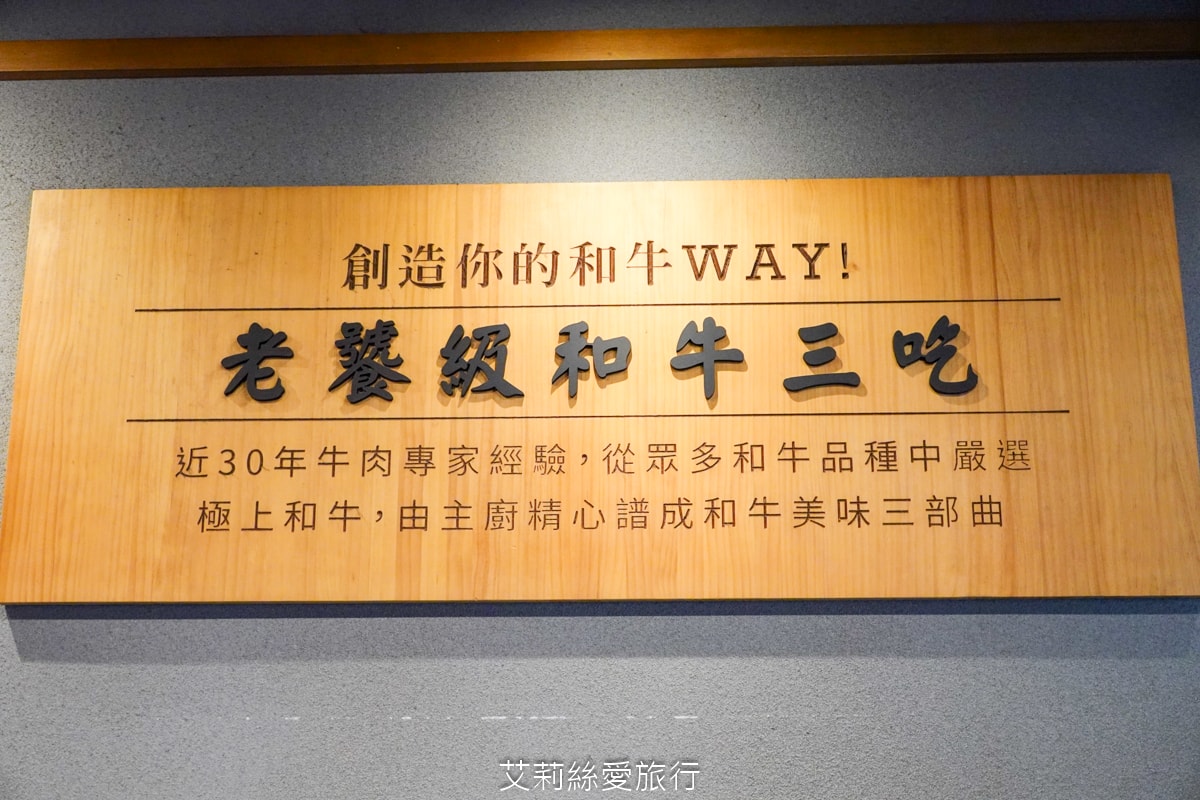 創造你的和牛WAY!
老饕級和牛三吃
近30年牛肉專家經驗，從眾多和牛品種中嚴選
極上和牛，由主廚精心譜成和牛美味三部曲
艾莉絲愛旅行